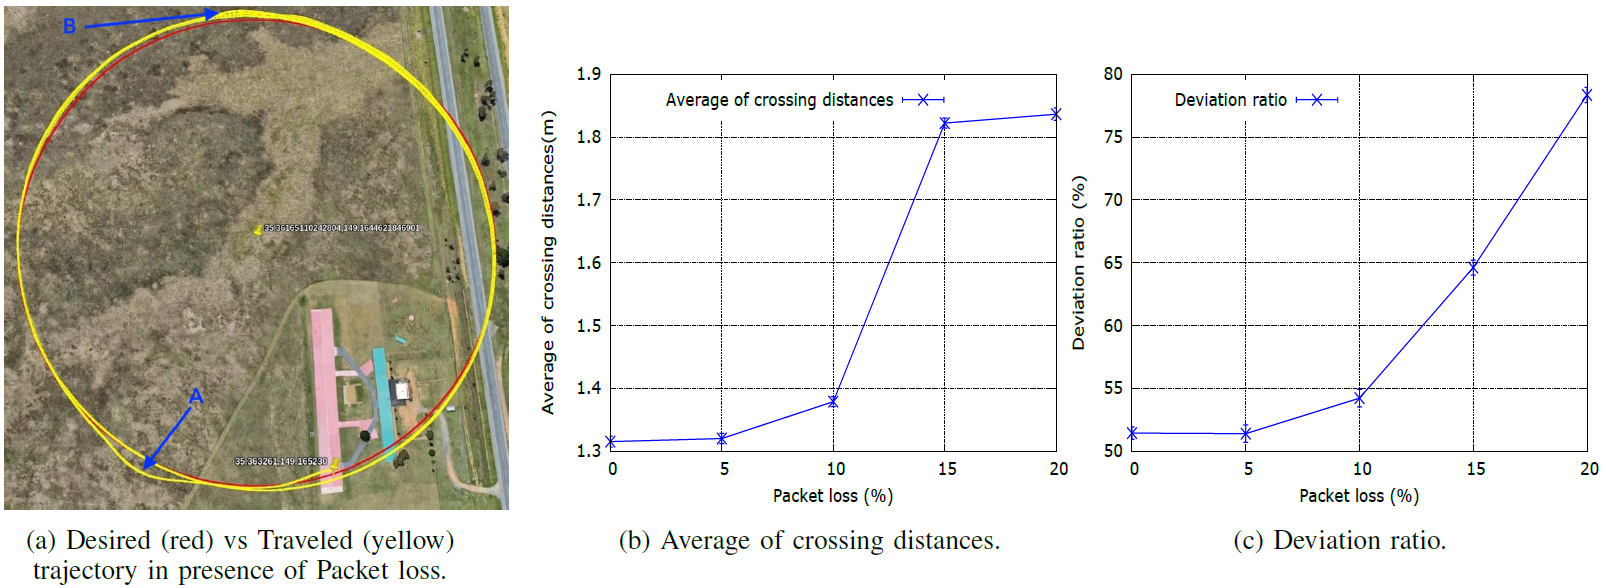 B
A
35.36165110242804,149.1644621846901
35.363261,149.165230
(a) Desired (red) vs Traveled (yellow)
trajectory in presence of Packet loss.
Average of crossing distances(m)
1.9
1.8
1.7
1.6
1.5
1.4
1.3
Average of crossing distances
0 5 10 15 20
Packet loss (%)
(b) Average of crossing distances.
Deviation ratio (%)
80
75
70
65
60
55
50
Deviation ratio
0 5 10 15 20
Packet loss (%)
(c) Deviation ratio.